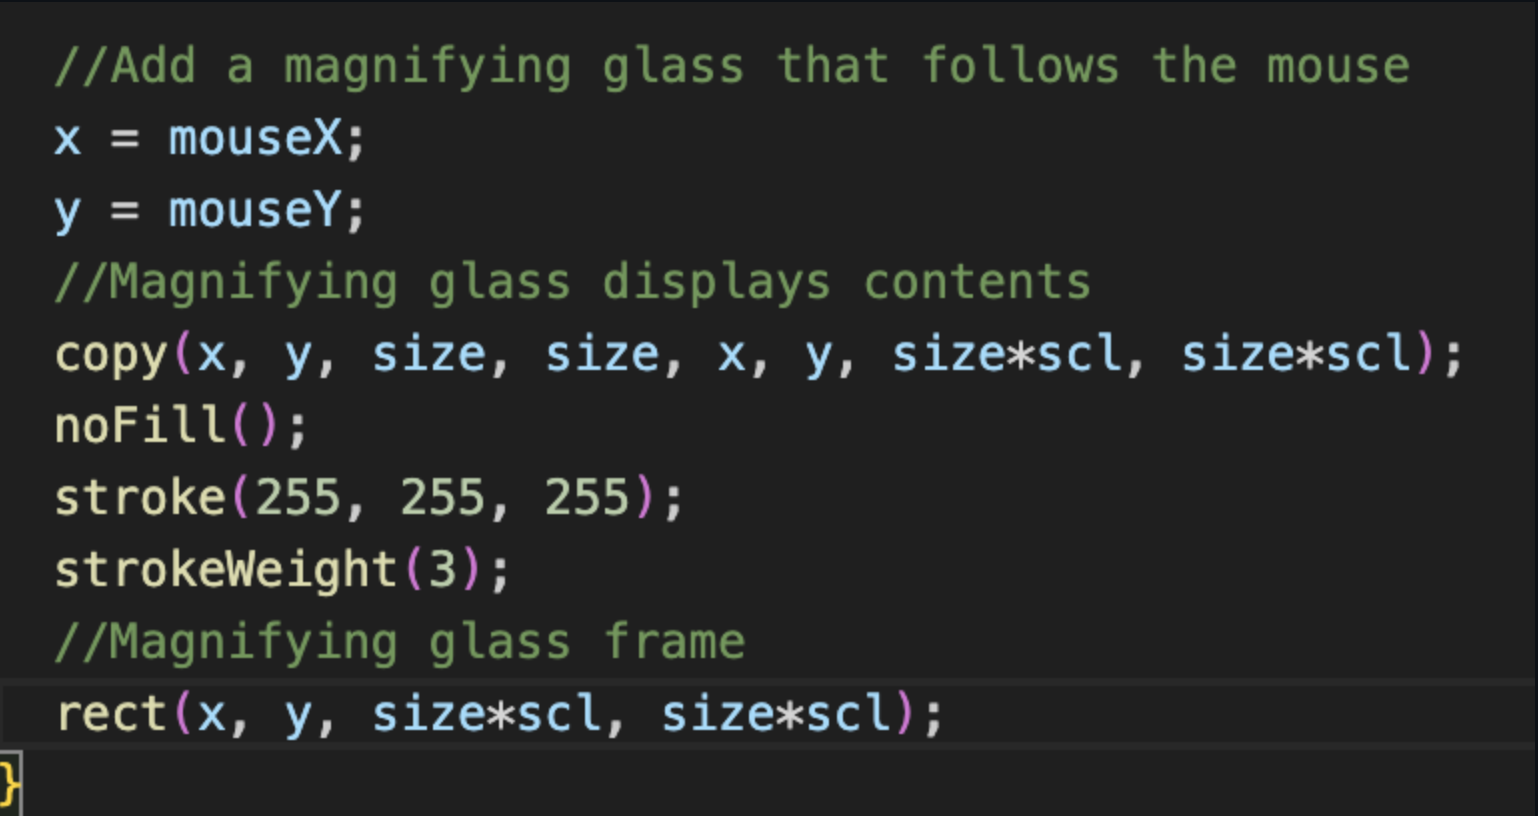 //Add a magnifying glass that follows the mouse
x = mouseX;
y = mouseY;
//Magnifying glass displays contents
copy(x, y, size, size, x, y, size*scl, size*scl);
noFill();
stroke(255, 255, 255);
strokeWeight(3);
//Magnifying glass frame
rect(x, y, size*scl, size*scl);
}